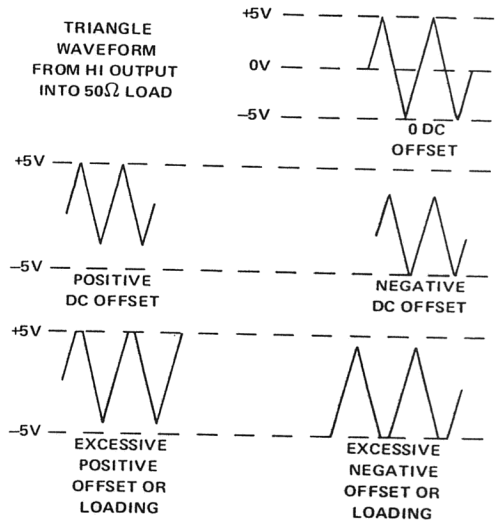 TRIANGLE
WAVEFORM
FROM HI OUTPUT
INTO 50Ω LOAD
+5V
0V
−5V
0 DC
OFFSET
+5V
−5V
POSITIVE
DC OFFSET
NEGATIVE
DC OFFSET
+5V
−5V
EXCESSIVE
POSITIVE
OFFSET OR
LOADING
EXCESSIVE
NEGATIVE
OFFSET OR
LOADING